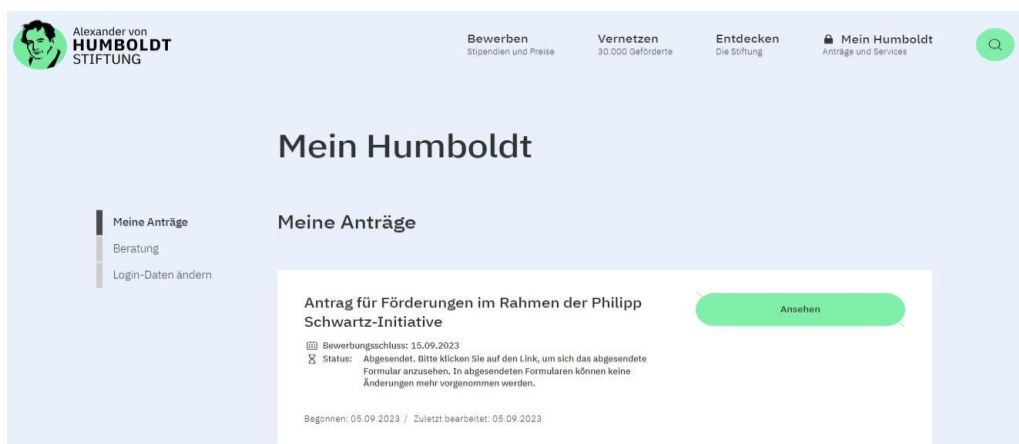 Alexander von
HUMBOLDT
STIFTUNG
Bewerben
Stipendien und Preise
Vernetzen
30.000 Geförderte
Entdecken
Die Stiftung
Mein Humboldt
Anträge und Services
Mein Humboldt
Meine Anträge
Beratung
Login-Daten ändern
Meine Anträge
Antrag für Förderungen im Rahmen der Philipp
Schwartz-Initiative
Bewerbungsschluss: 15.09.2023
Status: Abgesendet. Bitte klicken Sie auf den Link, um sich das abgesendete
Formular anzusehen. In abgesendeten Formularen können keine
Änderungen mehr vorgenommen werden.
Begonnen: 05.09.2023 / Zuletzt bearbeitet: 05.09.2023
Ansehen